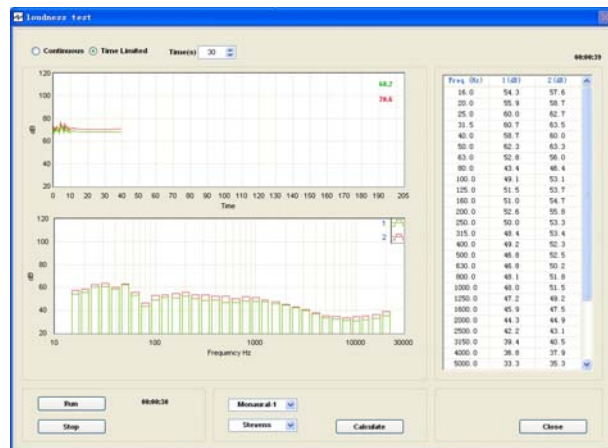 loudness test
Continuous Time Limited Time(s) 30
00:00:39
120
100
80
60
40
20
dB
68.2
70.6
0 10 20 30 40 50 60 70 80 90 100 110 120 130 140 150 160 170 180 190 205
Time
120
100
80
60
40
20
dB
1
2
10 100 1000 10000 30000
Frequency Hz
Freq. (Hz) 1(dB) 2(dB)
16.0 54.3 57.6
20.0 55.9 58.7
25.0 60.0 62.7
31.5 60.7 63.5
40.0 58.7 60.0
50.0 62.3 63.3
63.0 52.8 56.0
80.0 43.4 46.4
100.0 49.1 53.1
125.0 51.5 53.7
160.0 51.0 54.7
200.0 52.6 55.8
250.0 50.0 53.3
315.0 48.4 53.4
400.0 49.2 52.3
500.0 46.8 52.5
630.0 46.8 50.2
800.0 48.1 51.8
1000.0 48.0 51.5
1250.0 47.2 49.2
1600.0 45.9 47.5
2000.0 44.3 44.9
2500.0 42.2 43.1
3150.0 39.4 40.5
4000.0 36.8 37.9
5000.0 33.3 35.3
Run 00:00:30
Stop
Monaural-1
Stevens
Calculate
Close